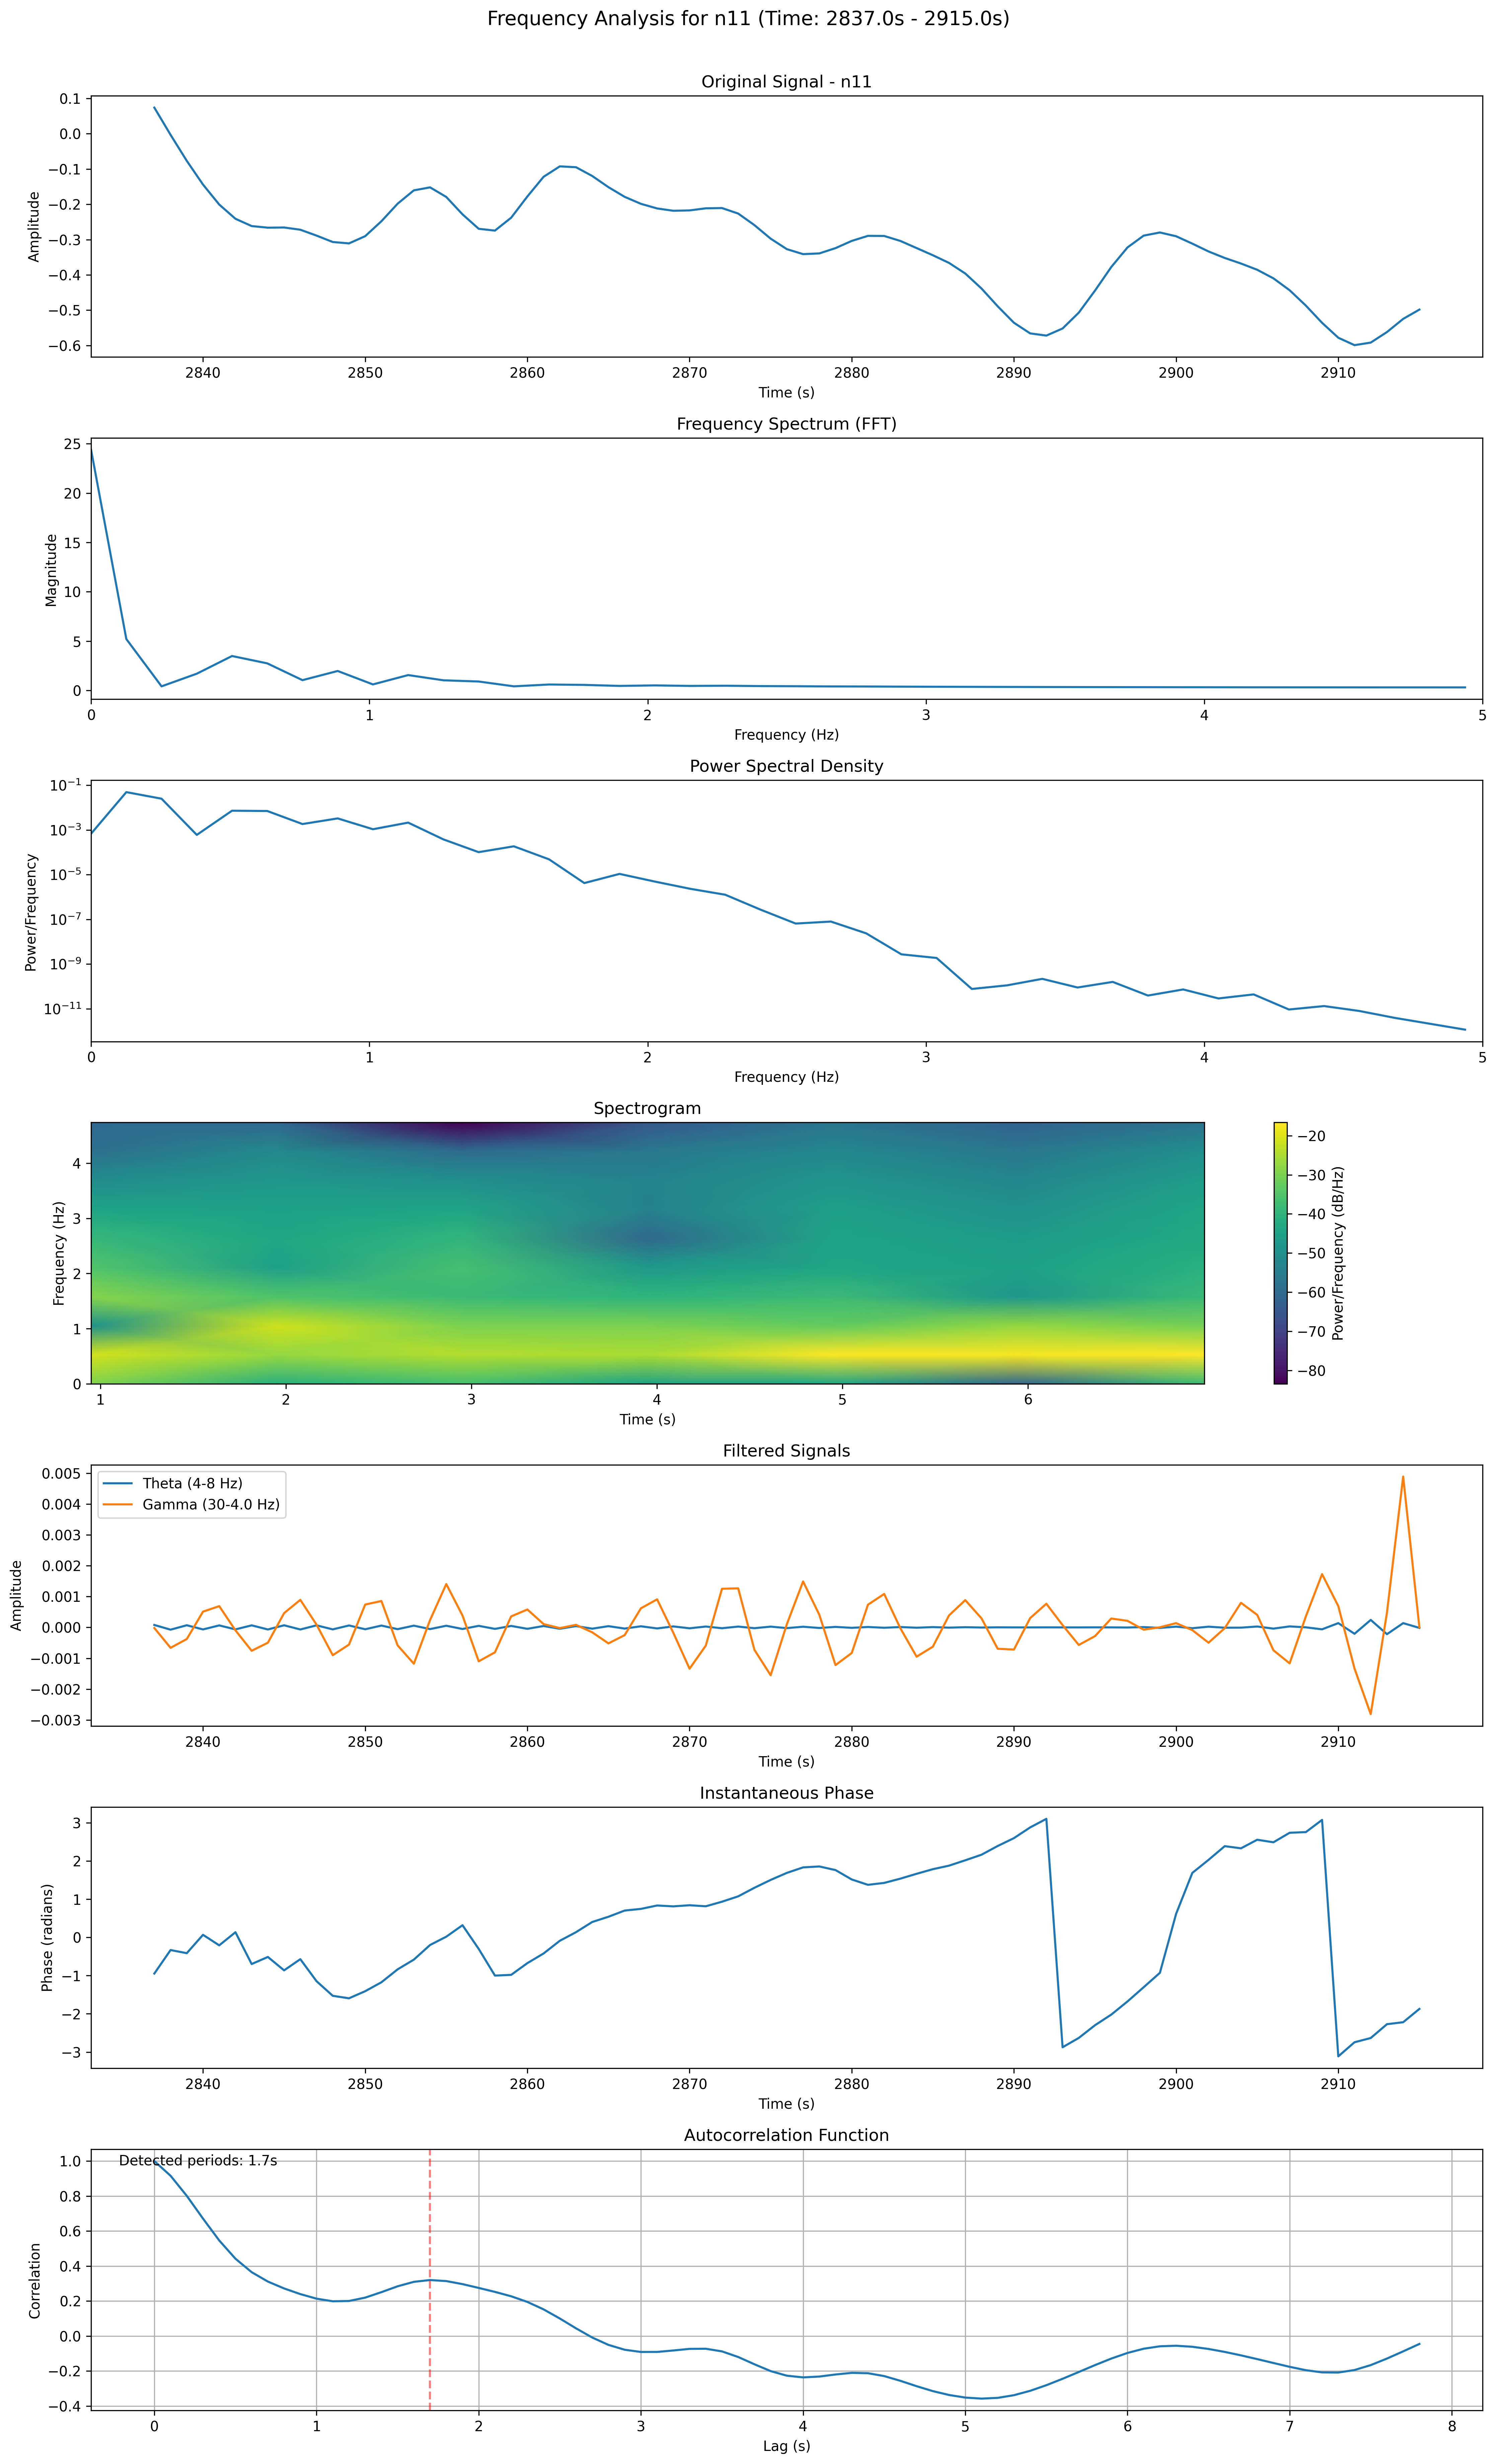 Frequency Analysis for n11 (Time: 2837.0s - 2915.0s)
Original Signal - n11
0.1
0.0
−0.1
−0.2
−0.3
−0.4
−0.5
−0.6
Amplitude
2840 2850 2860 2870 2880 2890 2900 2910
Time (s)
Frequency Spectrum (FFT)
25
20
15
10
5
0
Magnitude
0 1 2 3 4 5
Frequency (Hz)
Power Spectral Density
10⁻¹
10⁻³
10⁻⁵
10⁻⁷
10⁻⁹
10⁻¹¹
Power/Frequency
0 1 2 3 4 5
Frequency (Hz)
Spectrogram
4
3
2
1
0
Frequency (Hz)
1 2 3 4 5 6
Time (s)
−20
−30
−40
−50
−60
−70
−80
Power/Frequency (dB/Hz)
Filtered Signals
Theta (4-8 Hz)
Gamma (30-4.0 Hz)
0.005
0.004
0.003
0.002
0.001
0.000
−0.001
−0.002
−0.003
Amplitude
2840 2850 2860 2870 2880 2890 2900 2910
Time (s)
Instantaneous Phase
3
2
1
0
−1
−2
−3
Phase (radians)
2840 2850 2860 2870 2880 2890 2900 2910
Time (s)
Autocorrelation Function
Detected periods: 1.7s
1.0
0.8
0.6
0.4
0.2
0.0
−0.2
−0.4
Correlation
0 1 2 3 4 5 6 7 8
Lag (s)